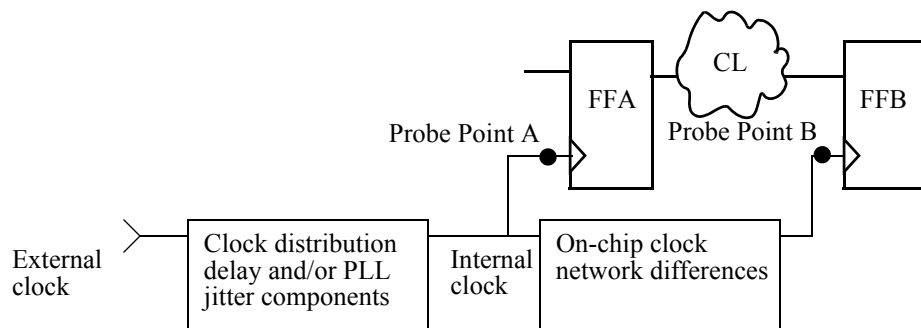 CL
FFA
FFB
Probe Point A
Probe Point B
External
clock
Clock distribution
delay and/or PLL
jitter components
Internal
clock
On-chip clock
network differences